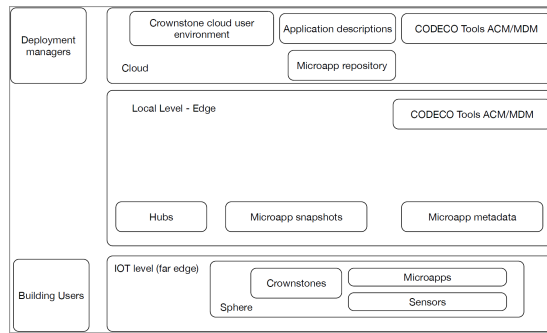 Deployment
managers
Crownstone cloud user
environment
Application descriptions
CODECO Tools ACM/MDM
Microapp repository
Cloud
Local Level - Edge
CODECO Tools ACM/MDM
Hubs
Microapp snapshots
Microapp metadata
Building Users
IOT level (far edge)
Crownstones
Microapps
Sensors
Sphere